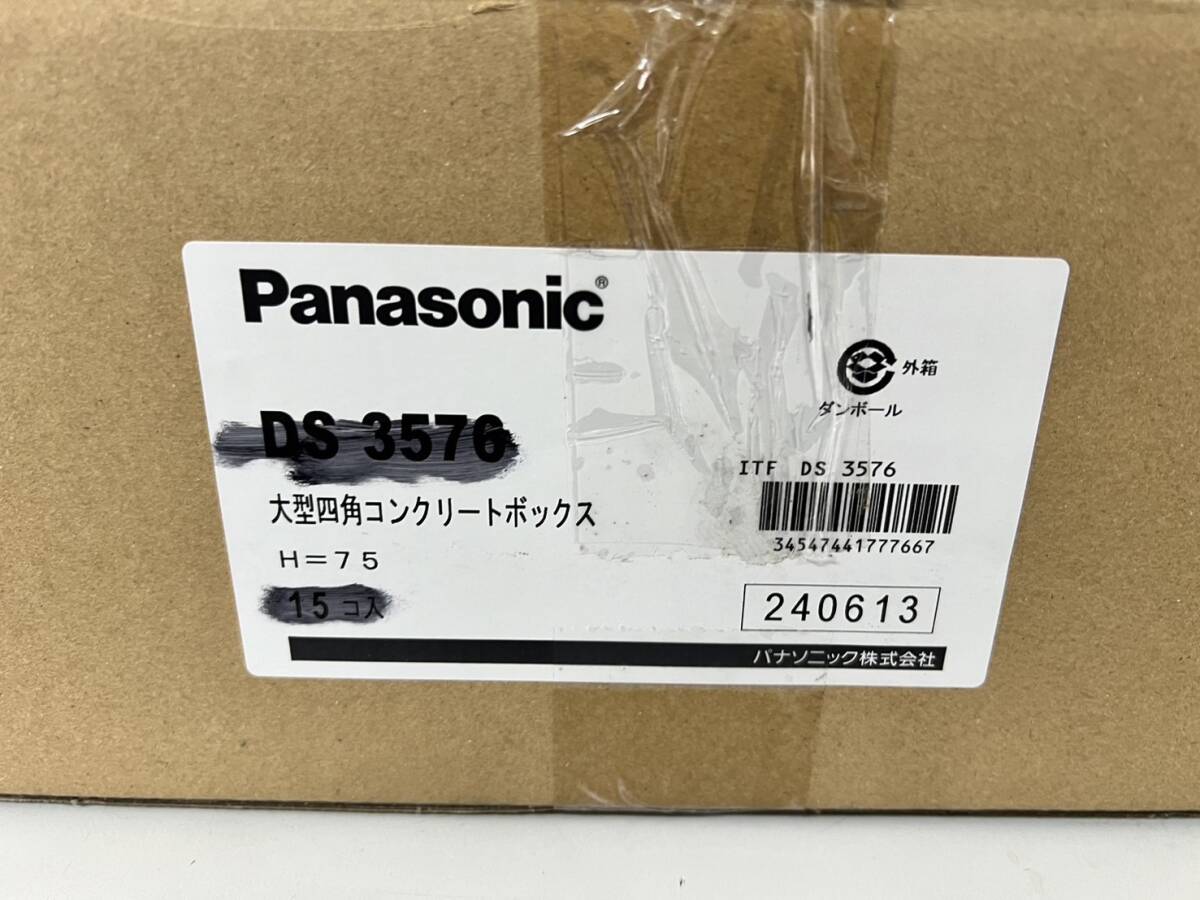 Panasonic®
DS 3576
大型四角コンクリートボックス
H=75
15コ入
外箱
ダンボール
ITF DS 3576
34547441777667
240613
パナソニック株式会社